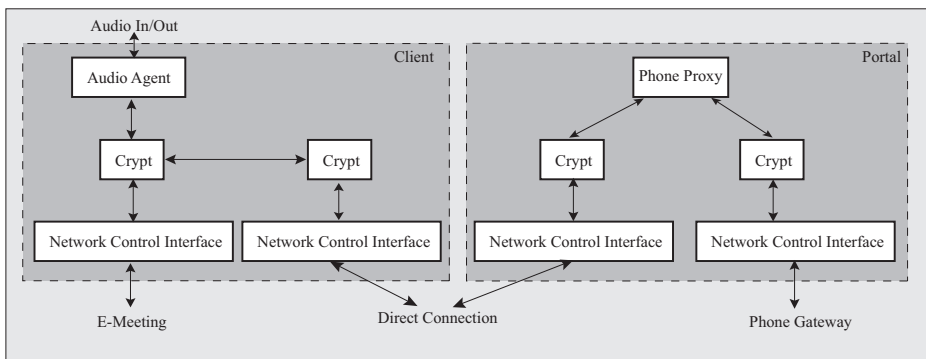 Audio In/Out
Client
Portal
Audio Agent
Phone Proxy
Crypt
Crypt
Crypt
Crypt
Network Control Interface
Network Control Interface
Network Control Interface
Network Control Interface
E-Meeting
Direct Connection
Phone Gateway